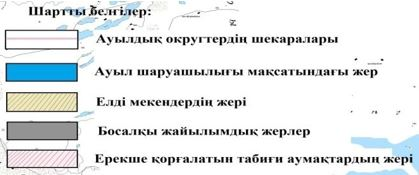 Шартты белгілер:
Ауылдық округтердің шекаралары
Ауыл шаруашылығы мақсатындағы жер
Елді мекендердің жері
Босалқы жайылымдық жерлер
Ерекше қорғалатын табиғи аумақтардың жері